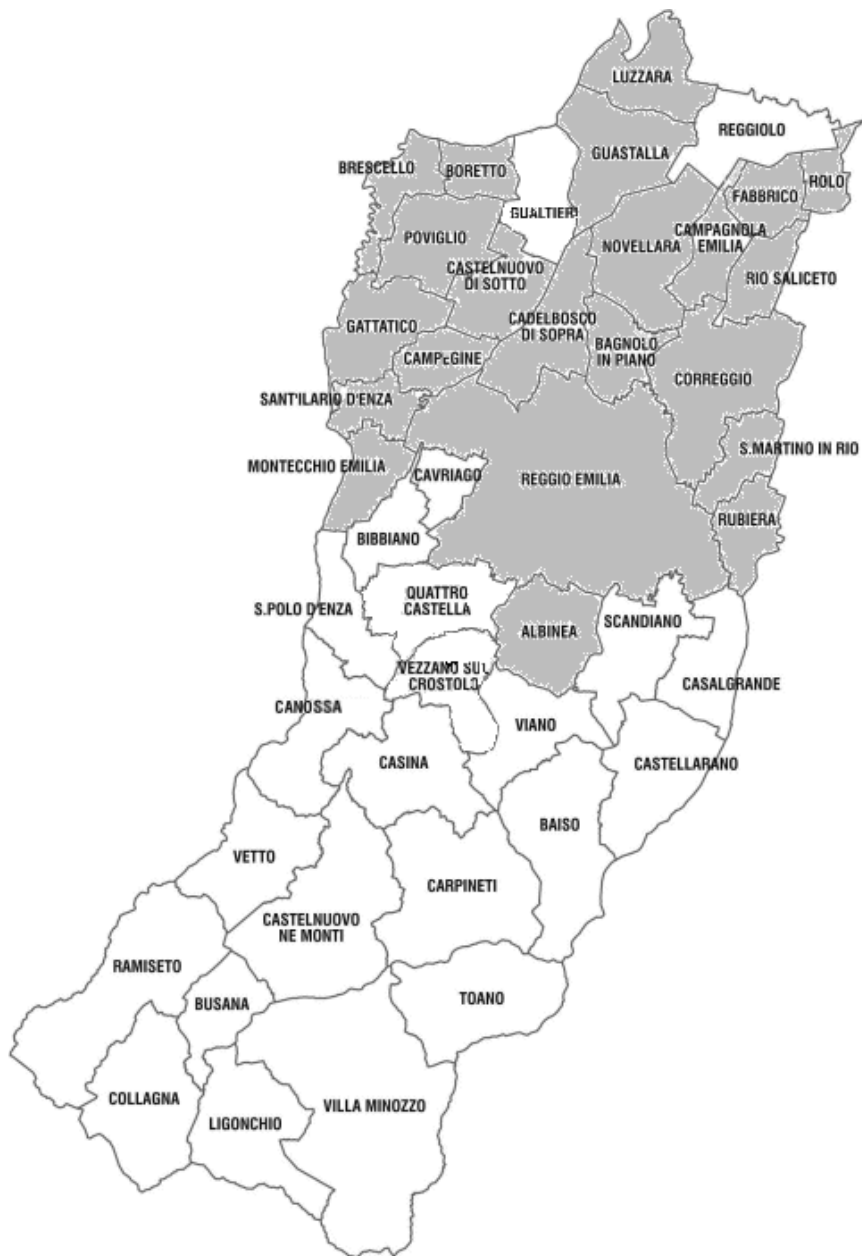 LUZZARA
REGGIOLO
GUASTALLA
BRESCELLO
BORETTO
FABBRICO
ROLO
GUALTIERI
POVIGLIO
NOVELLARA
CAMPAGNOLA
EMILIA
CASTELNUOVO
DI SOTTO
RIO SALICETO
GATTATICO
CADELBOSCO
DI SOPRA
BAGNOLO
IN PIANO
CAMPEGINE
CORREGGIO
SANT'ILARIO D'ENZA
S.MARTINO IN RIO
MONTECCHIO EMILIA
CAVRIAGO
REGGIO EMILIA
RUBIERA
BIBBIANO
S.POLO D'ENZA
QUATTRO
CASTELLA
ALBINEA
SCANDIANO
VEZZANO SUL
CROSTOLO
CASALGRANDE
CANOSSA
VIANO
CASINA
CASTELLARANO
BAISO
VETTO
CARPINETI
CASTELNUOVO
NE MONTI
RAMISETO
BUSANA
TOANO
COLLAGNA
VILLA MINOZZO
LIGONCHIO